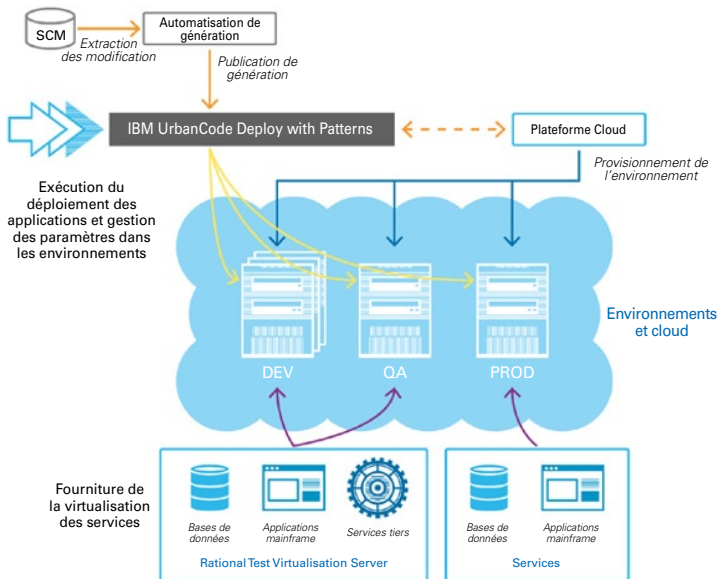 SCM
Extraction
des modification
Automatisation de
génération
Publication de
génération
IBM UrbanCode Deploy with Patterns
Plateforme Cloud
Provisionnement de
l'environnement
Exécution du
déploiement des
applications et gestion
des paramètres dans
les environnements
Environnements
et cloud
DEV
QA
PROD
Fourniture de
la virtualisation
des services
Bases de
données
Applications
mainframe
Services tiers
Rational Test Virtualisation Server
Bases de
données
Applications
mainframe
Services